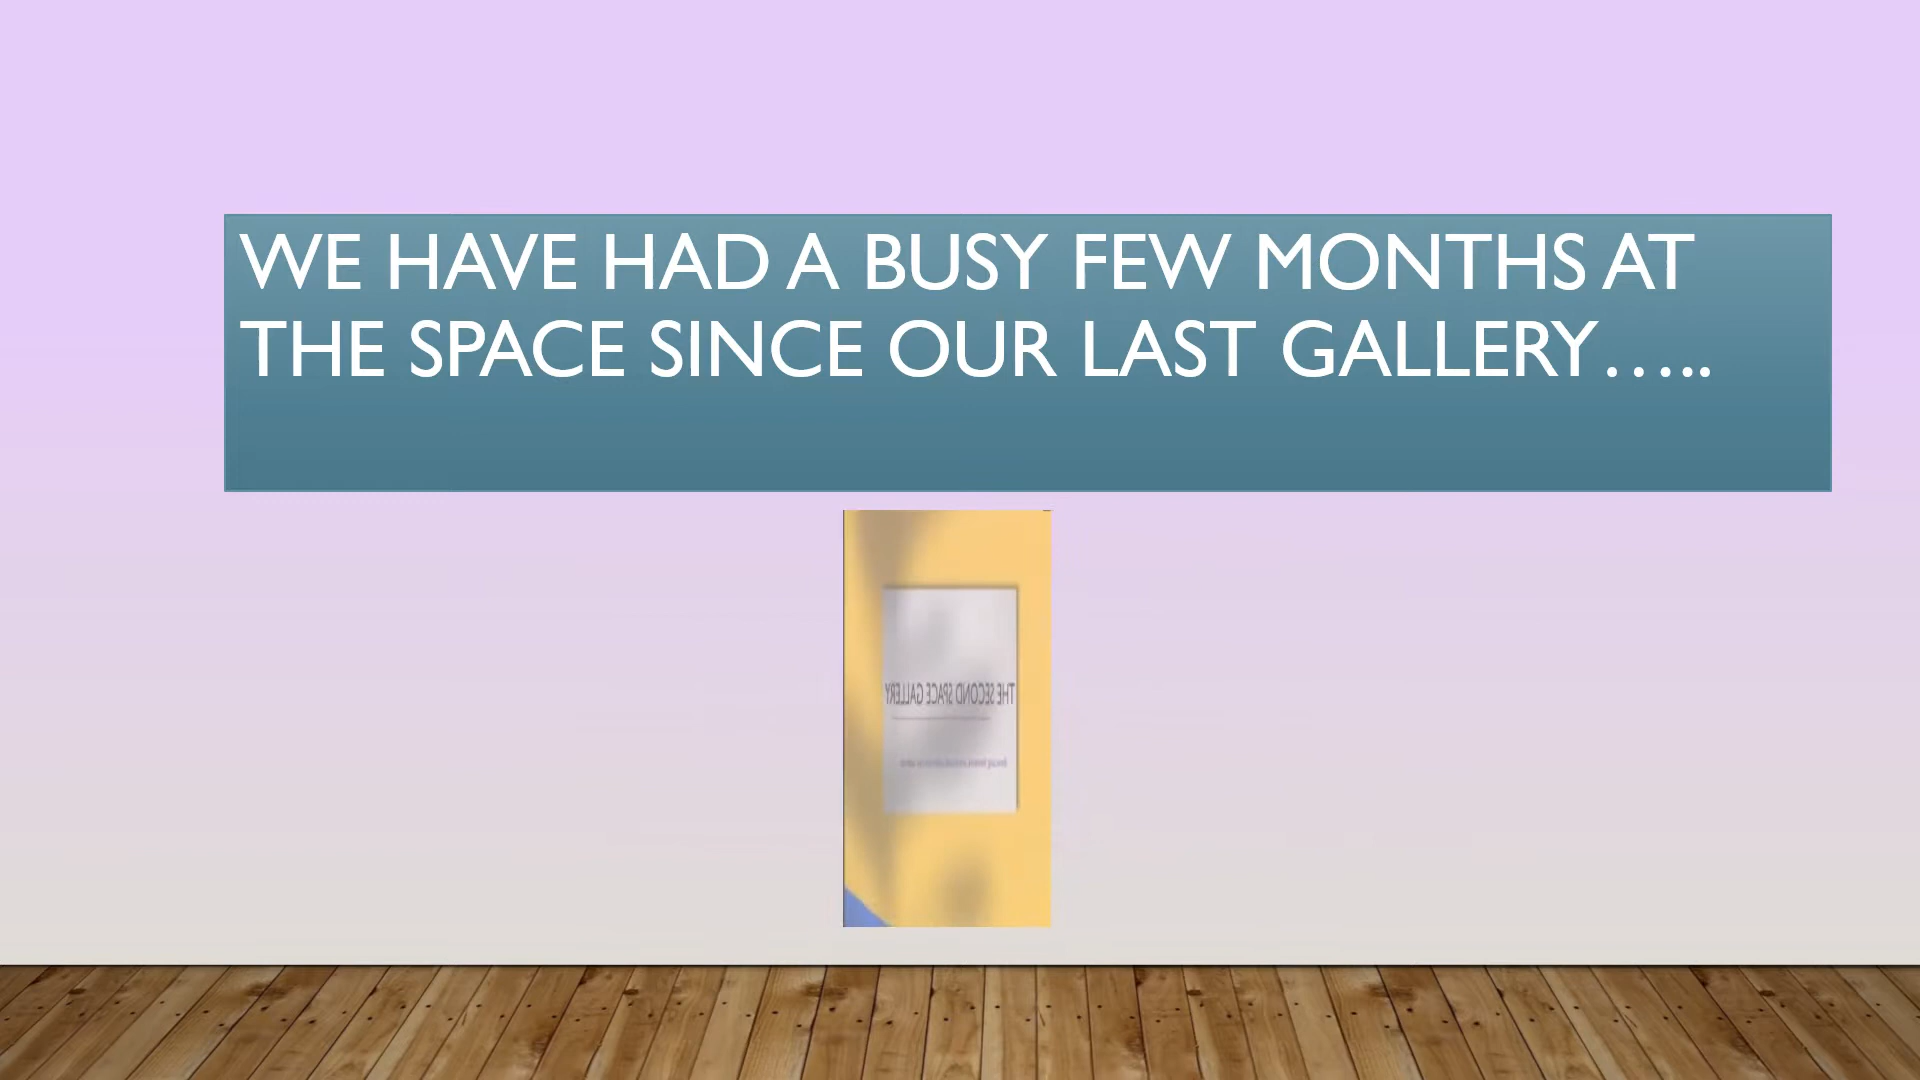 WE HAVE HAD A BUSY FEW MONTHS AT
THE SPACE SINCE OUR LAST GALLERY.....
THE SECOND SPACE GALLERY